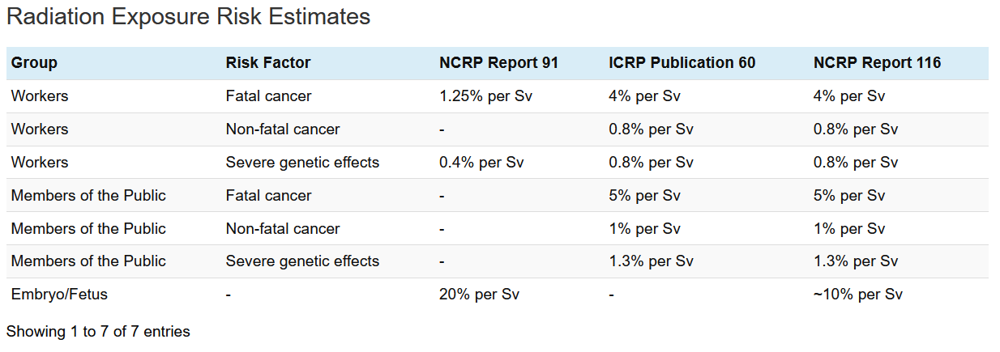 Radiation Exposure Risk Estimates
Group Risk Factor NCRP Report 91 ICRP Publication 60 NCRP Report 116
Workers Fatal cancer 1.25% per Sv 4% per Sv 4% per Sv
Workers Non-fatal cancer - 0.8% per Sv 0.8% per Sv
Workers Severe genetic effects 0.4% per Sv 0.8% per Sv 0.8% per Sv
Members of the Public Fatal cancer - 5% per Sv 5% per Sv
Members of the Public Non-fatal cancer - 1% per Sv 1% per Sv
Members of the Public Severe genetic effects - 1.3% per Sv 1.3% per Sv
Embryo/Fetus - 20% per Sv - ~10% per Sv
Showing 1 to 7 of 7 entries